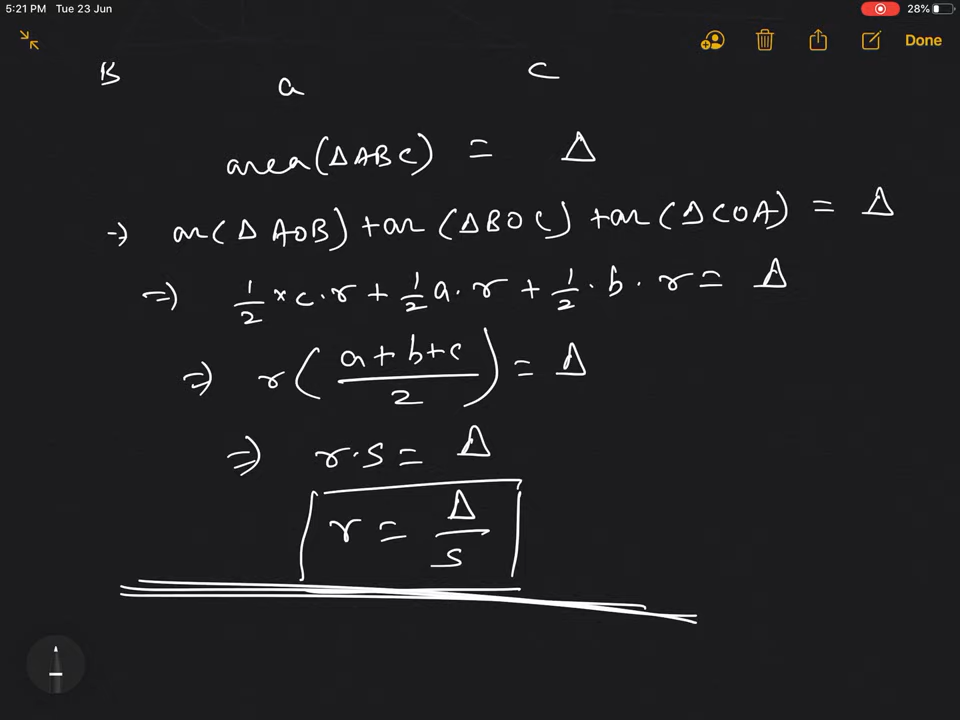 5:21 PM Tue 23 Jun 28%
Done
B a C
area(ΔABC) = Δ
→ ar(ΔAOB) + ar(ΔBOC) + ar(ΔCOA) = Δ
⇒ 1/2 × c · r + 1/2 a · r + 1/2 · b · r = Δ
⇒ r((a+b+c)/2) = Δ
⇒ r·s = Δ
r = Δ/s